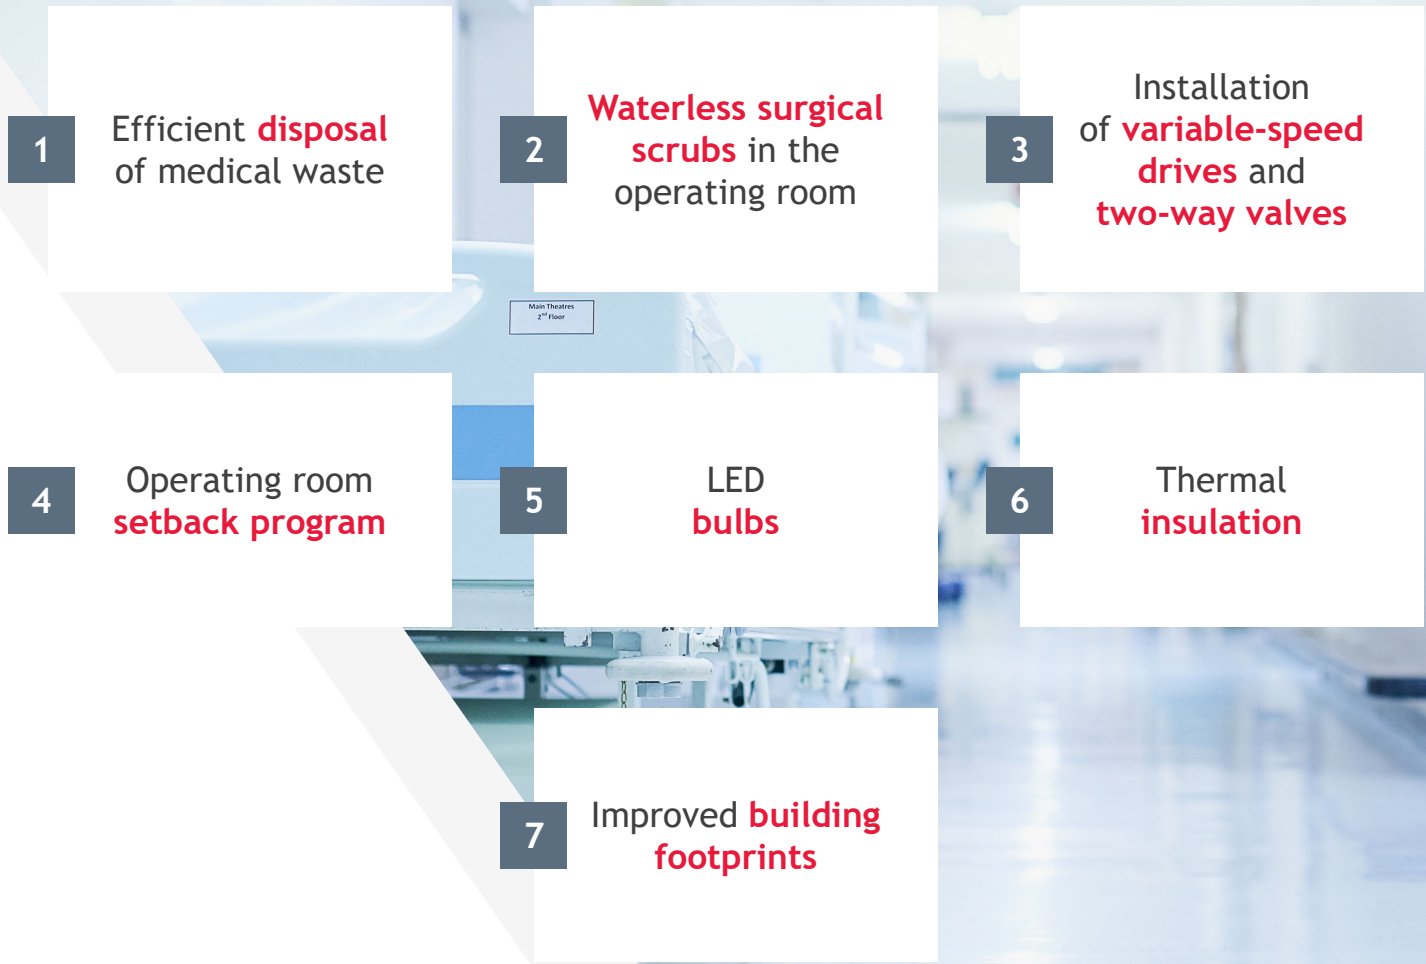 1
Efficient disposal
of medical waste
2
Waterless surgical
scrubs in the
operating room
3
Installation
of variable-speed
drives and
two-way valves
Main Theatres
2nd Floor
4
Operating room
setback program
5
LED
bulbs
6
Thermal
insulation
7
Improved building
footprints